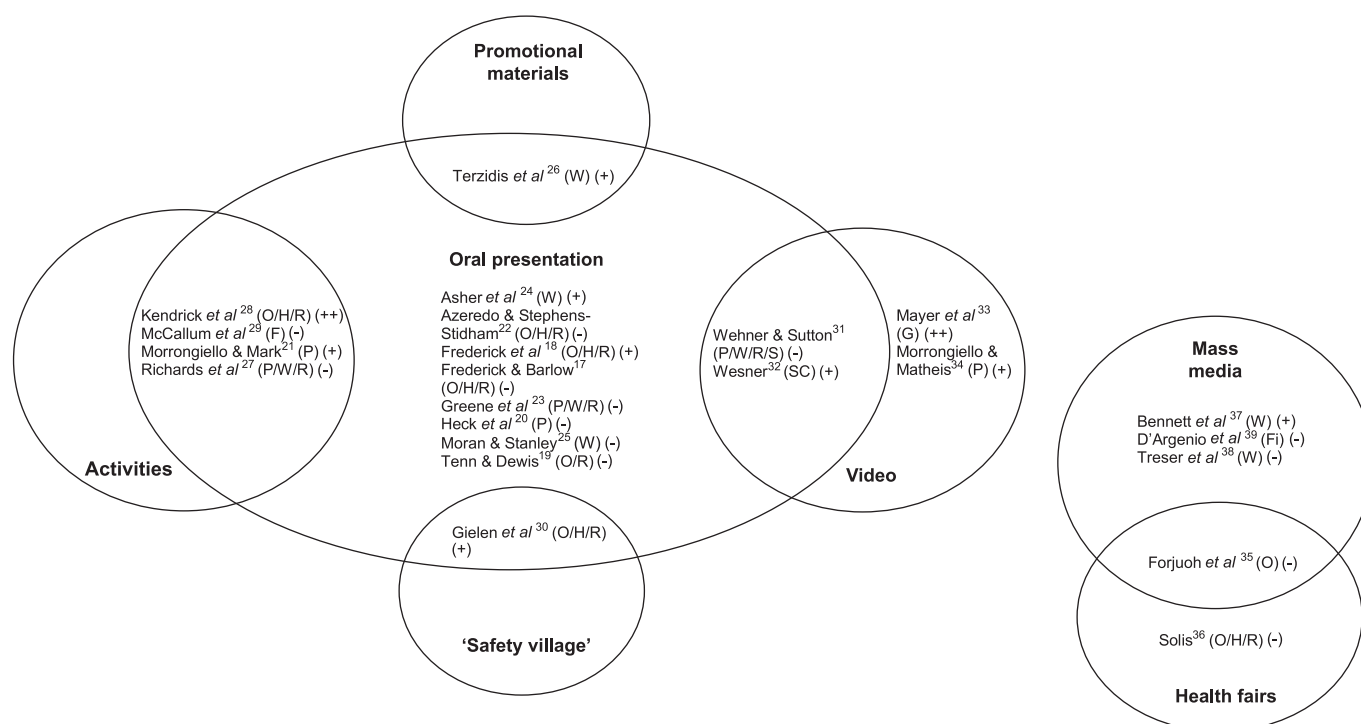 Promotional
materials
Terzidis et al 26 (W) (+)
Oral presentation
Asher et al 24 (W) (+)
Azeredo & Stephens-
Stidham22 (O/H/R) (-)
Frederick et al 18 (O/H/R) (+)
Frederick & Barlow17
(O/H/R) (-)
Greene et al 23 (P/W/R) (-)
Heck et al 20 (P) (-)
Moran & Stanley25 (W) (-)
Tenn & Dewis19 (O/R) (-)
Kendrick et al 28 (O/H/R) (++)
McCallum et al 29 (F) (-)
Morrongiello & Mark21 (P) (+)
Richards et al 27 (P/W/R) (-)
Activities
Wehner & Sutton31
(P/W/R/S) (-)
Wesner32 (SC) (+)
Mayer et al 33
(G) (++)
Morrongiello &
Matheis34 (P) (+)
Video
Gielen et al 30 (O/H/R)
(+)
‘Safety village’
Mass
media
Bennett et al 37 (W) (+)
D’Argenio et al 39 (Fi) (-)
Treser et al 38 (W) (-)
Forjuoh et al 35 (O) (-)
Solis36 (O/H/R) (-)
Health fairs